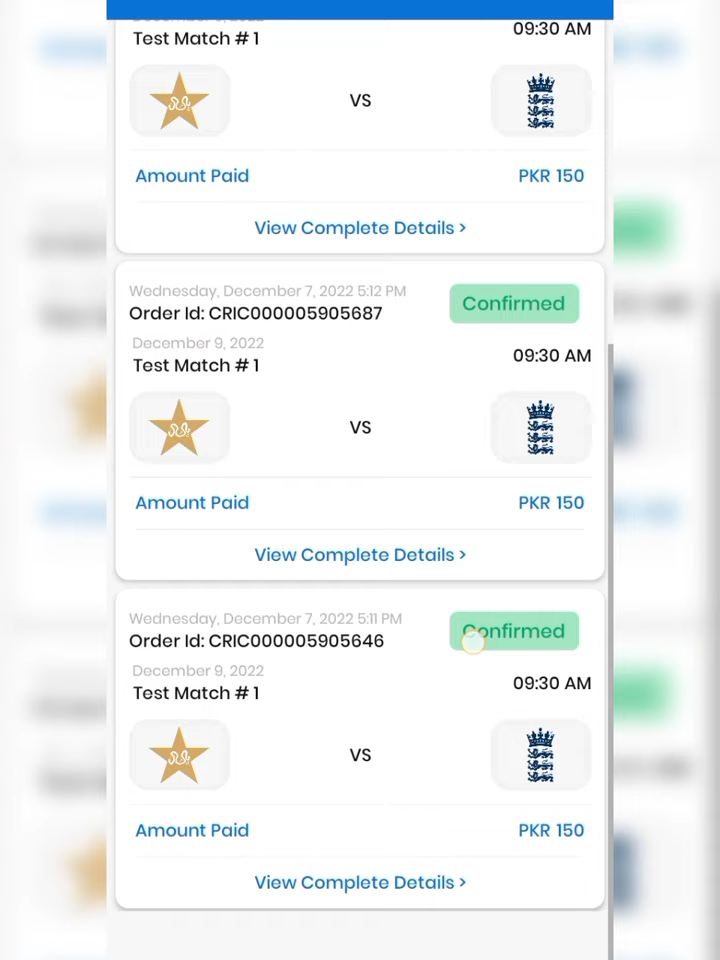 Test Match # 1
09:30 AM
VS
Amount Paid
PKR 150
View Complete Details >
Wednesday, December 7, 2022 5:12 PM
Order Id: CRIC000005905687
Confirmed
December 9, 2022
Test Match # 1
09:30 AM
VS
Amount Paid
PKR 150
View Complete Details >
Wednesday, December 7, 2022 5:11 PM
Order Id: CRIC000005905646
Confirmed
December 9, 2022
Test Match # 1
09:30 AM
VS
Amount Paid
PKR 150
View Complete Details >